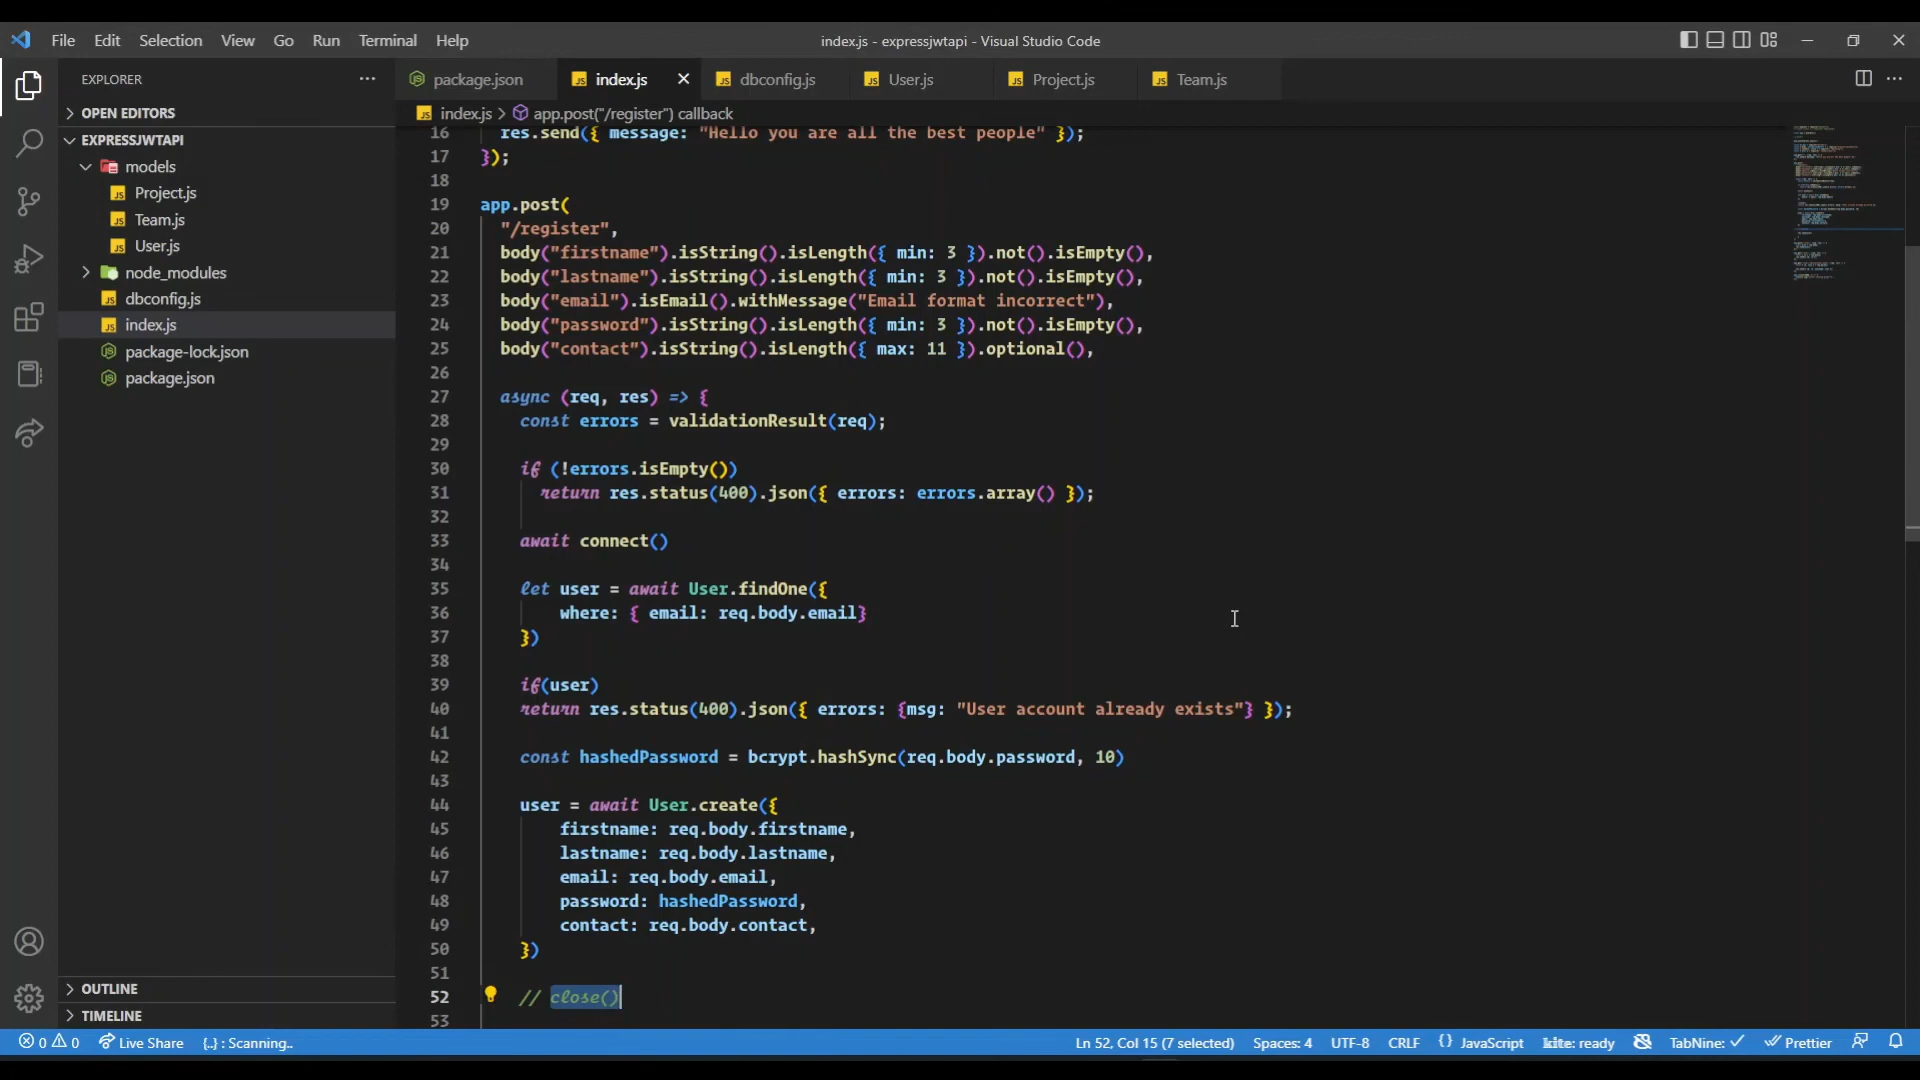 File Edit Selection View Go Run Terminal Help
index.js - expressjwtapi - Visual Studio Code
EXPLORER
OPEN EDITORS
EXPRESSJWTAPI
models
JS Project.js
JS Team.js
JS User.js
node_modules
JS dbconfig.js
JS index.js
package-lock.json
package.json
OUTLINE
TIMELINE
package.json
JS index.js
JS dbconfig.js
JS User.js
JS Project.js
JS Team.js
JS index.js > app.post("/register") callback
16 res.send({ message: "Hello you are all the best people" });
17 });
18
19 app.post(
20 "/register",
21 body("firstname").isString().isLength({ min: 3 }).not().isEmpty(),
22 body("lastname").isString().isLength({ min: 3 }).not().isEmpty(),
23 body("email").isEmail().withMessage("Email format incorrect"),
24 body("password").isString().isLength({ min: 3 }).not().isEmpty(),
25 body("contact").isString().isLength({ max: 11 }).optional(),
26
27 async (req, res) => {
28 const errors = validationResult(req);
29
30 if (!errors.isEmpty())
31 return res.status(400).json({ errors: errors.array() });
32
33 await connect()
34
35 let user = await User.findOne({
36 where: { email: req.body.email}
37 })
38
39 if(user)
40 return res.status(400).json({ errors: {msg: "User account already exists"} });
41
42 const hashedPassword = bcrypt.hashSync(req.body.password, 10)
43
44 user = await User.create({
45 firstname: req.body.firstname,
46 lastname: req.body.lastname,
47 email: req.body.email,
48 password: hashedPassword,
49 contact: req.body.contact,
50 })
51
52 // close()
53
0 0 Live Share {..} : Scanning.. Ln 52, Col 15 (7 selected) Spaces: 4 UTF-8 CRLF {} JavaScript kite: ready TabNine: ✓ Prettier